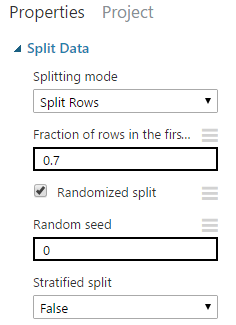 Properties Project
Split Data
Splitting mode
Split Rows
Fraction of rows in the firs...
0.7
Randomized split
Random seed
0
Stratified split
False